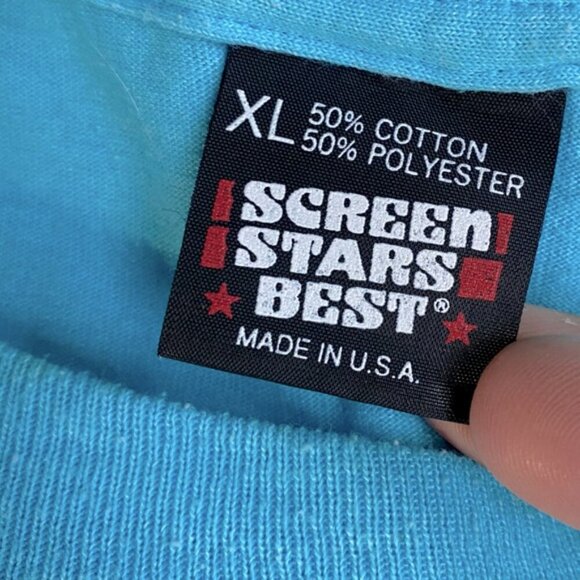 XL 50% COTTON
50% POLYESTER
SCREEN
STARS
BEST®
MADE IN U.S.A.